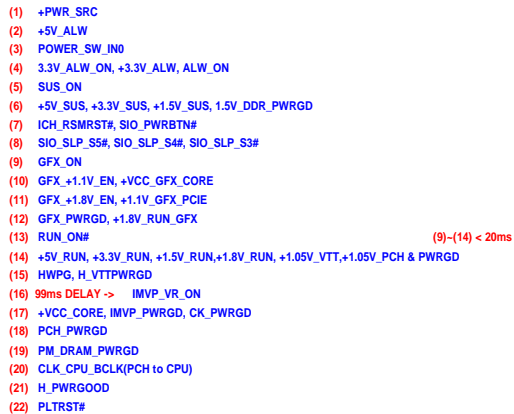 (1) +PWR_SRC
(2) +5V_ALW
(3) POWER_SW_IN0
(4) 3.3V_ALW_ON, +3.3V_ALW, ALW_ON
(5) SUS_ON
(6) +5V_SUS, +3.3V_SUS, +1.5V_SUS, 1.5V_DDR_PWRGD
(7) ICH_RSMRST#, SIO_PWRBTN#
(8) SIO_SLP_S5#, SIO_SLP_S4#, SIO_SLP_S3#
(9) GFX_ON
(10) GFX_+1.1V_EN, +VCC_GFX_CORE
(11) GFX_+1.8V_EN, +1.1V_GFX_PCIE
(12) GFX_PWRGD, +1.8V_RUN_GFX
(13) RUN_ON# (9)~(14) < 20ms
(14) +5V_RUN, +3.3V_RUN, +1.5V_RUN,+1.8V_RUN, +1.05V_VTT,+1.05V_PCH & PWRGD
(15) HWPG, H_VTTPWRGD
(16) 99ms DELAY -> IMVP_VR_ON
(17) +VCC_CORE, IMVP_PWRGD, CK_PWRGD
(18) PCH_PWRGD
(19) PM_DRAM_PWRGD
(20) CLK_CPU_BCLK(PCH to CPU)
(21) H_PWRGOOD
(22) PLTRST#